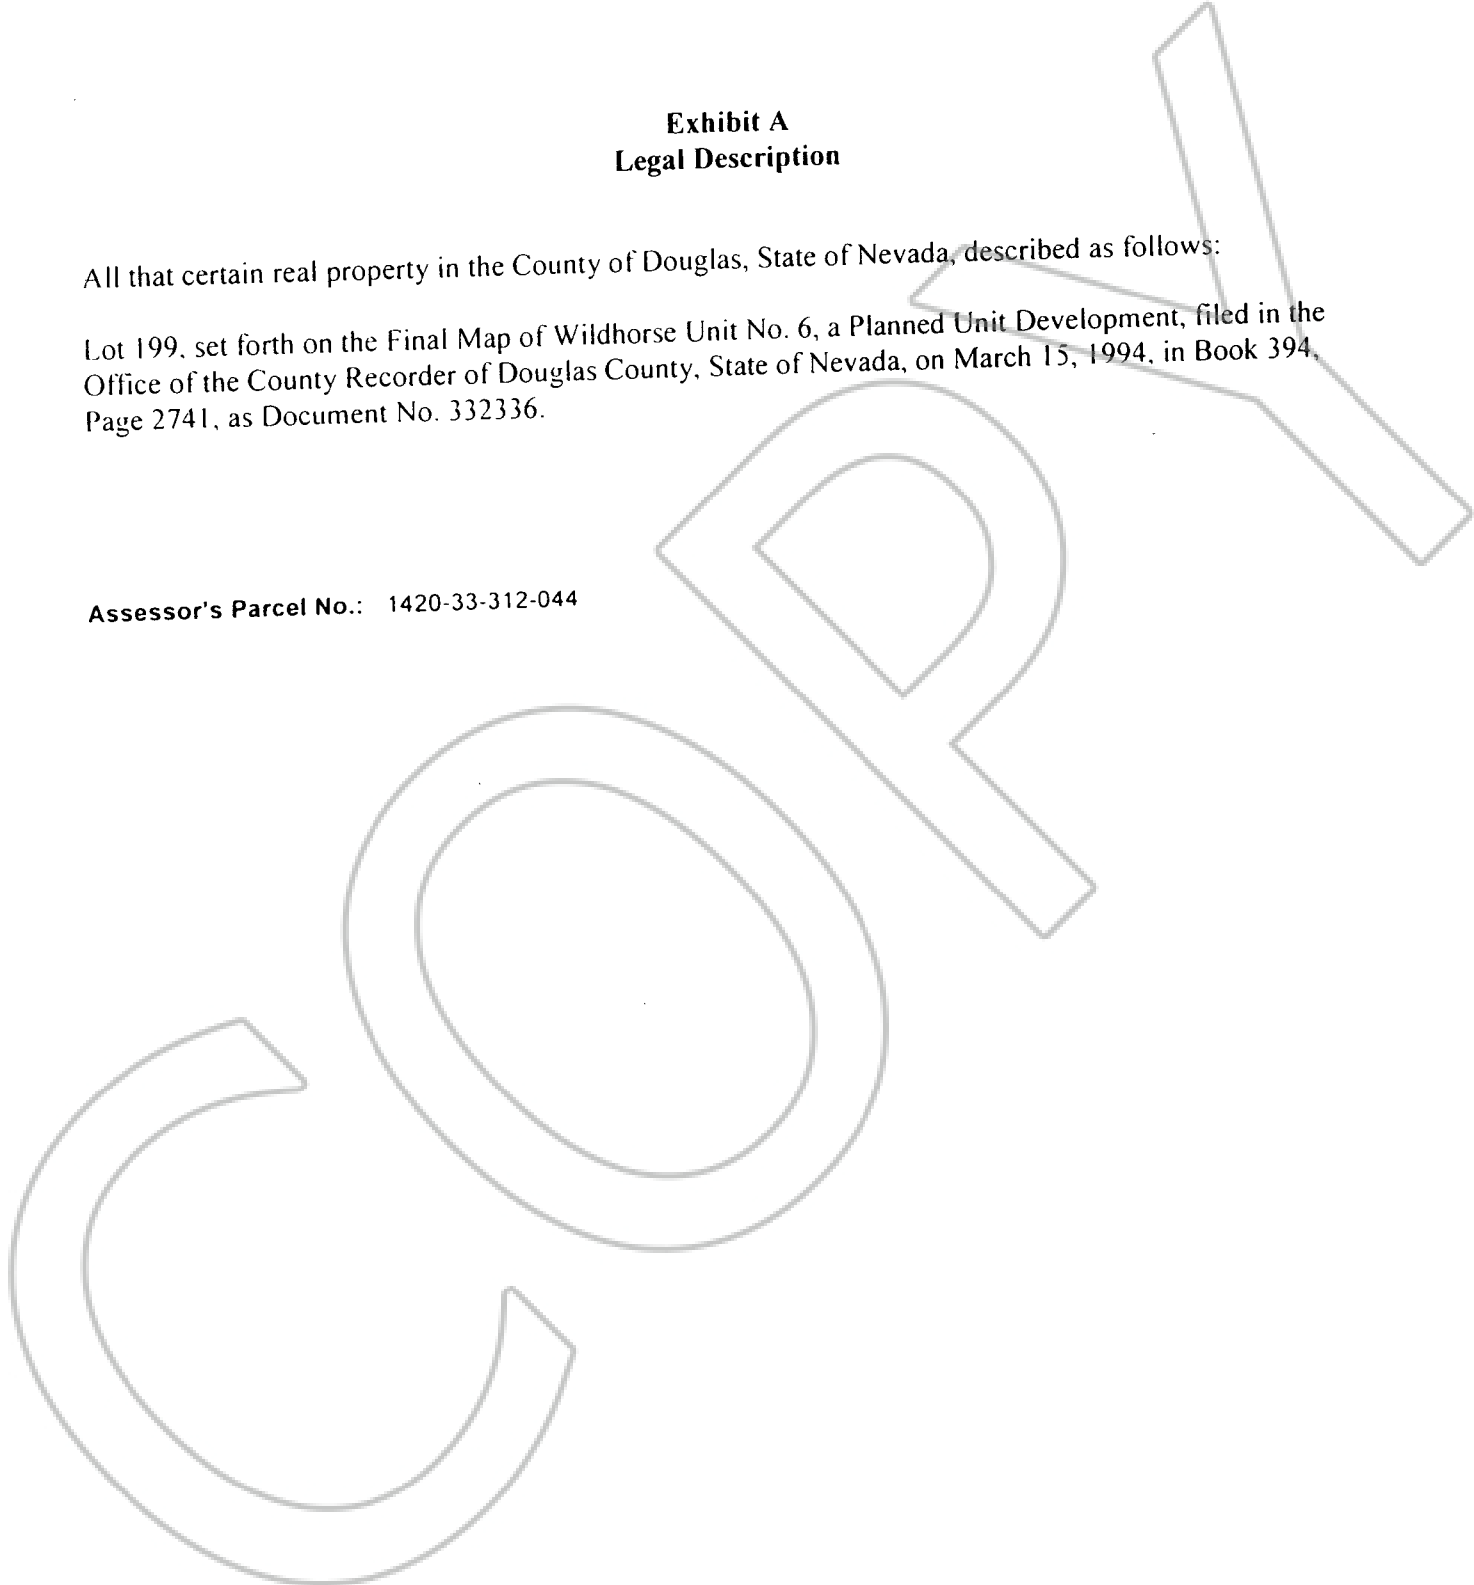 Exhibit A
Legal Description
All that certain real property in the County of Douglas, State of Nevada, described as follows:
Lot 199, set forth on the Final Map of Wildhorse Unit No. 6, a Planned Unit Development, filed in the
Office of the County Recorder of Douglas County, State of Nevada, on March 15, 1994, in Book 394,
Page 2741, as Document No. 332336.
Assessor's Parcel No.: 1420-33-312-044
COPY